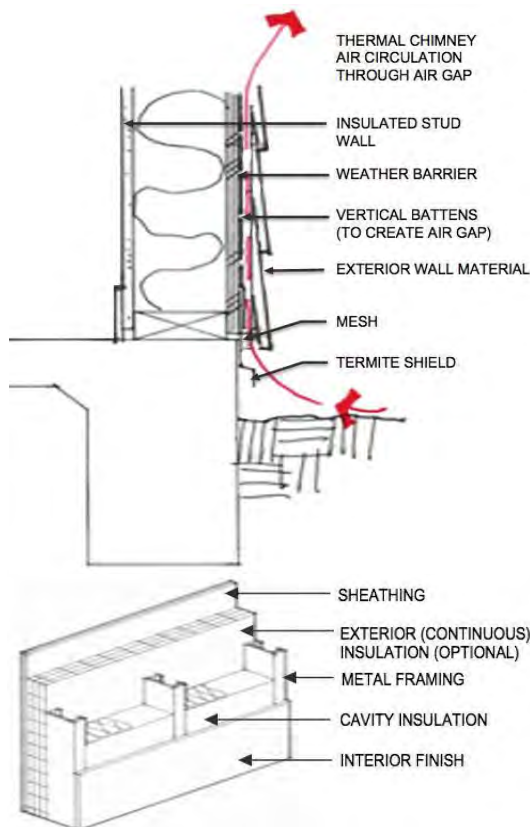 THERMAL CHIMNEY
AIR CIRCULATION
THROUGH AIR GAP
INSULATED STUD
WALL
WEATHER BARRIER
VERTICAL BATTENS
(TO CREATE AIR GAP)
EXTERIOR WALL MATERIAL
MESH
TERMITE SHIELD
SHEATHING
EXTERIOR (CONTINUOUS)
INSULATION (OPTIONAL)
METAL FRAMING
CAVITY INSULATION
INTERIOR FINISH